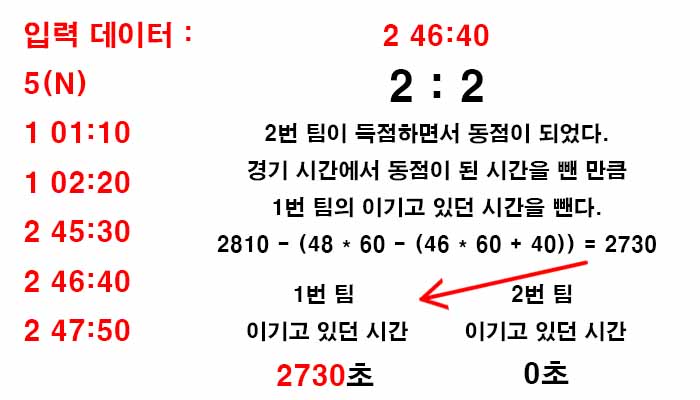 입력 데이터 :
5(N)
1 01:10
1 02:20
2 45:30
2 46:40
2 47:50
2 46:40
2 : 2
2번 팀이 득점하면서 동점이 되었다.
경기 시간에서 동점이 된 시간을 뺀 만큼
1번 팀의 이기고 있던 시간을 뺀다.
2810 - (48 * 60 - (46 * 60 + 40)) = 2730
1번 팀
이기고 있던 시간
2730초
2번 팀
이기고 있던 시간
0초